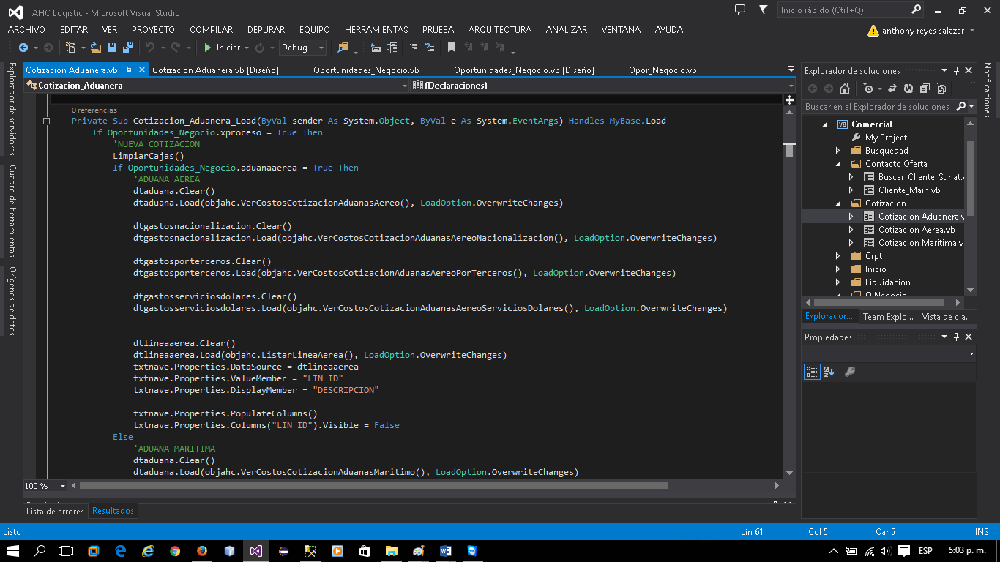 AHC Logistic - Microsoft Visual Studio
Inicio rápido (Ctrl+Q)
ARCHIVO EDITAR VER PROYECTO COMPILAR DEPURAR EQUIPO HERRAMIENTAS PRUEBA ARQUITECTURA ANALIZAR VENTANA AYUDA
anthony reyes salazar
Iniciar Debug
Explorador de servidores
Cuadro de herramientas
Orígenes de datos
Cotizacion Aduanera.vb Cotizacion Aduanera.vb [Diseño] Oportunidades_Negocio.vb Oportunidades_Negocio.vb [Diseño] Opor_Negocio.vb
Cotizacion_Aduanera (Declaraciones)
0 referencias
Private Sub Cotizacion_Aduanera_Load(ByVal sender As System.Object, ByVal e As System.EventArgs) Handles MyBase.Load
If Oportunidades_Negocio.xproceso = True Then
'NUEVA COTIZACION
LimpiarCajas()
If Oportunidades_Negocio.aduanaaerea = True Then
'ADUANA AEREA
dtaduana.Clear()
dtaduana.Load(objahc.VerCostosCotizacionAduanasAereo(), LoadOption.OverwriteChanges)
dtgastosnacionalizacion.Clear()
dtgastosnacionalizacion.Load(objahc.VerCostosCotizacionAduanasAereoNacionalizacion(), LoadOption.OverwriteChanges)
dtgastosporterceros.Clear()
dtgastosporterceros.Load(objahc.VerCostosCotizacionAduanasAereoPorTerceros(), LoadOption.OverwriteChanges)
dtgastosserviciosdolares.Clear()
dtgastosserviciosdolares.Load(objahc.VerCostosCotizacionAduanasAereoServiciosDolares(), LoadOption.OverwriteChanges)
dtlineaaerea.Clear()
dtlineaaerea.Load(objahc.ListarLineaAerea(), LoadOption.OverwriteChanges)
txtnave.Properties.DataSource = dtlineaaerea
txtnave.Properties.ValueMember = "LIN_ID"
txtnave.Properties.DisplayMember = "DESCRIPCION"
txtnave.Properties.PopulateColumns()
txtnave.Properties.Columns("LIN_ID").Visible = False
Else
'ADUANA MARITIMA
dtaduana.Clear()
dtaduana.Load(objahc.VerCostosCotizacionAduanasMaritimo(), LoadOption.OverwriteChanges)
100 %
Lista de errores Resultados
Explorador de soluciones
Buscar en el Explorador de soluciones
VB Comercial
My Project
Busquedad
Contacto Oferta
Buscar_Cliente_Sunat.v
Cliente_Main.vb
Cotizacion
Cotizacion Aduanera.v
Cotizacion Aerea.vb
Cotizacion Maritima.v
Crpt
Inicio
Liquidacion
O Negocio
Explorador... Team Explo... Vista de cla...
Propiedades
Notificaciones
Listo Lín 61 Col 5 Car 5 INS
ESP 5:03 p. m.